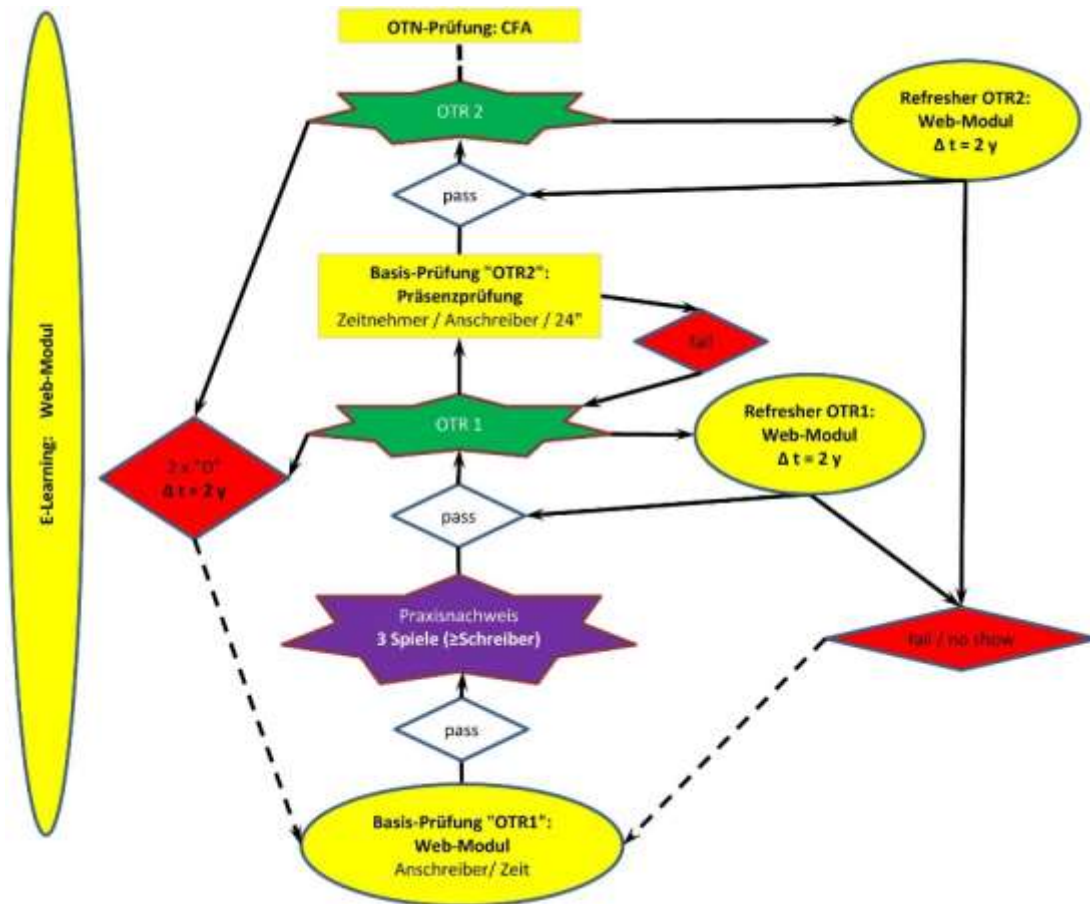 OTN-Prüfung: CFA
OTR 2
Refresher OTR2:
Web-Modul
Δ t = 2 y
pass
Basis-Prüfung "OTR2":
Präsenzprüfung
Zeitnehmer / Anschreiber / 24"
fail
OTR 1
Refresher OTR1:
Web-Modul
Δ t = 2 y
2 x "0"
Δ t = 2 y
pass
Praxisnachweis
3 Spiele (≥Schreiber)
fail / no show
pass
Basis-Prüfung "OTR1":
Web-Modul
Anschreiber/ Zeit
E-Learning: Web-Modul